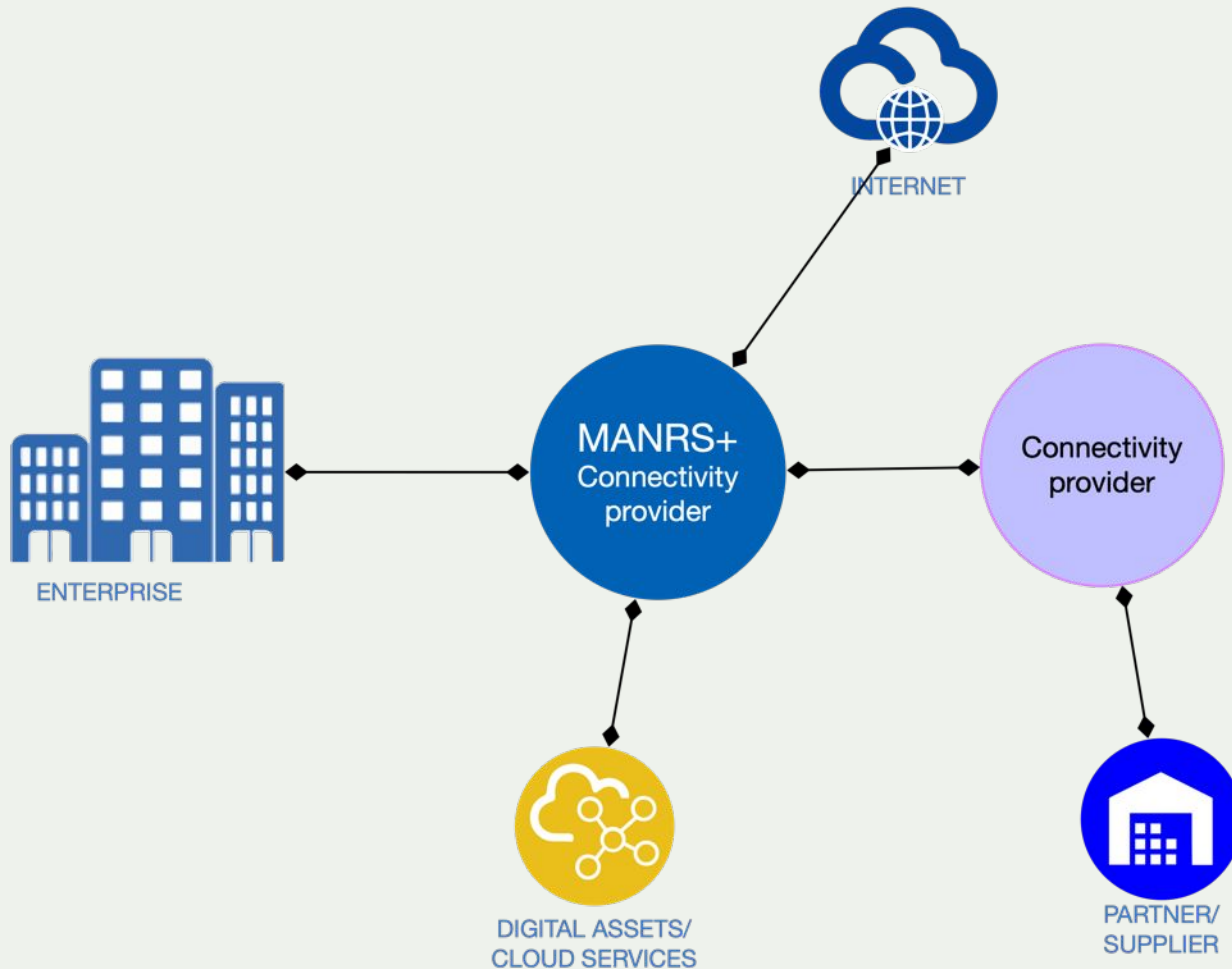 INTERNET
MANRS+
Connectivity
provider
Connectivity
provider
ENTERPRISE
DIGITAL ASSETS/
CLOUD SERVICES
PARTNER/
SUPPLIER